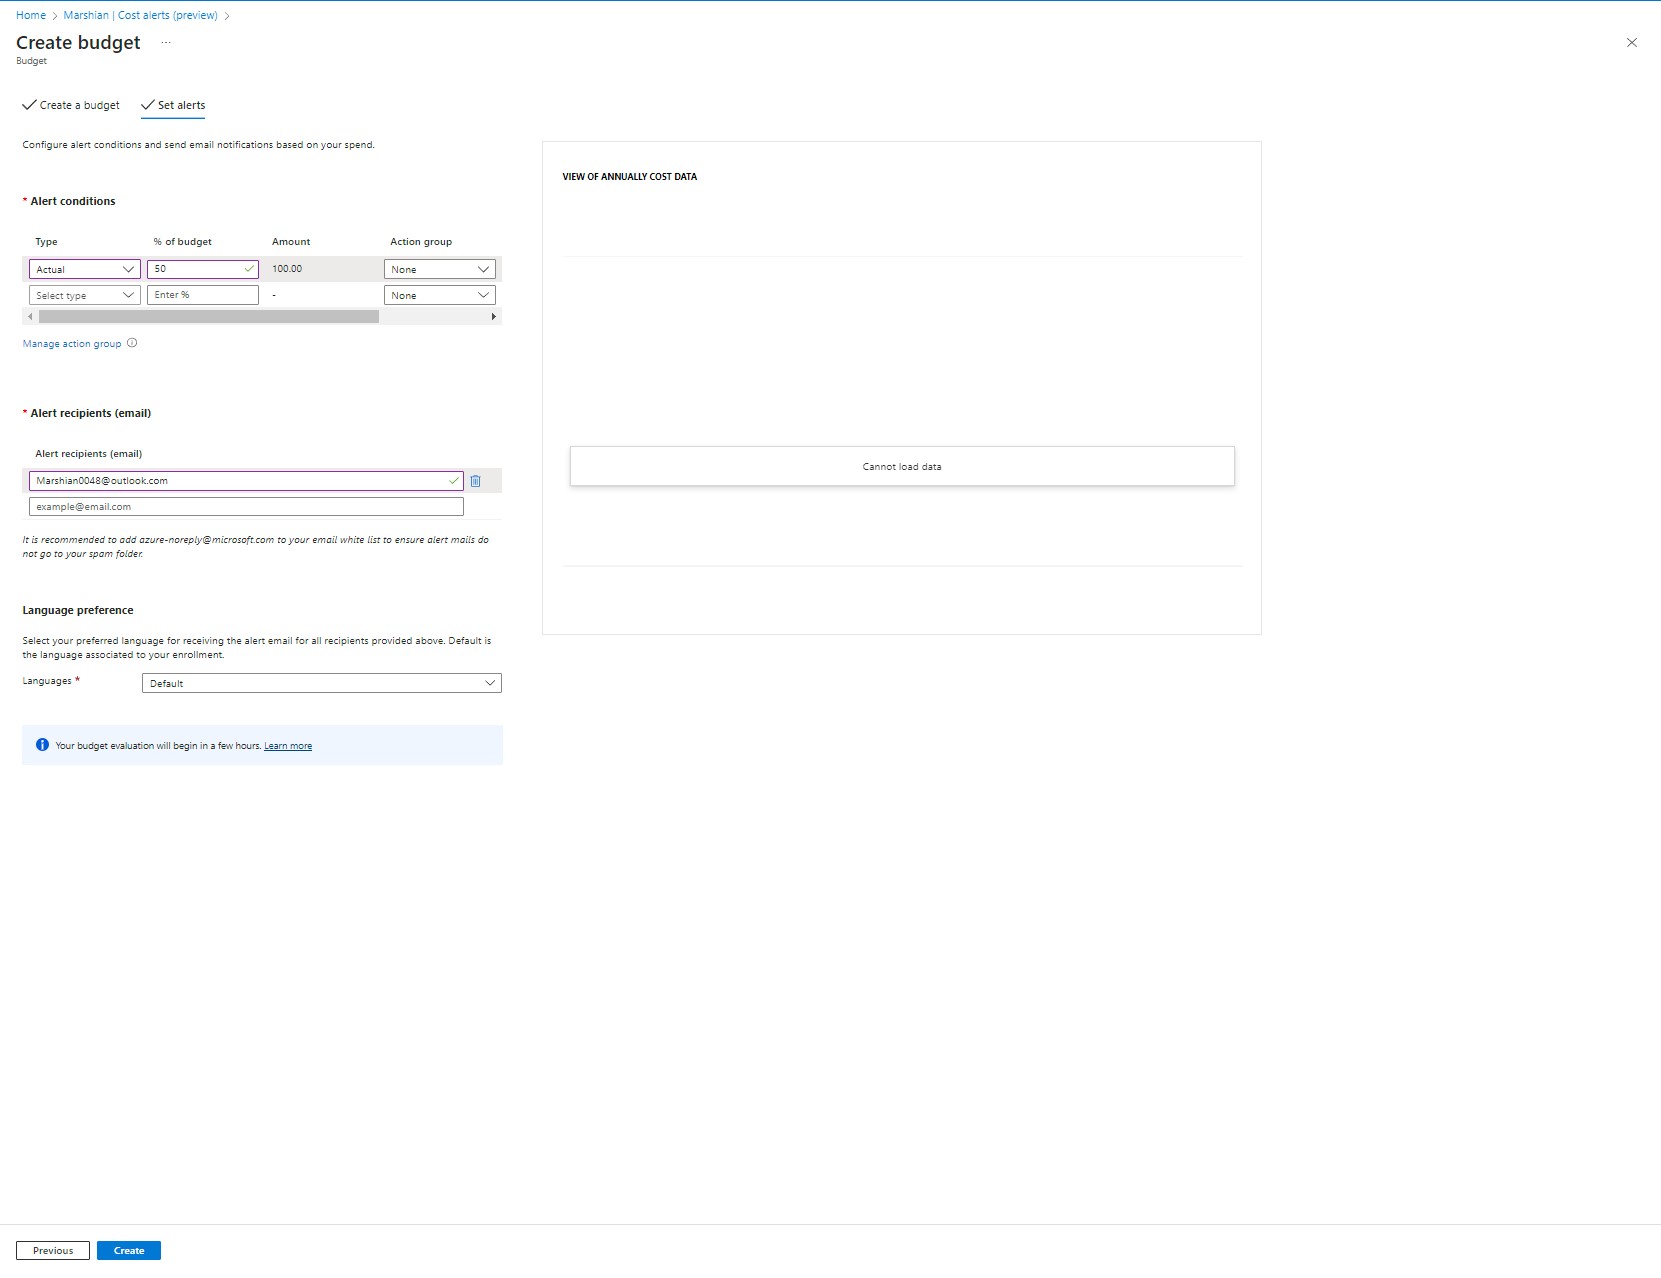 Home > Marshian | Cost alerts (preview) >
Create budget ...
Budget
Create a budget Set alerts
Configure alert conditions and send email notifications based on your spend.
* Alert conditions
Type % of budget Amount Action group
Actual 50 100.00 None
Select type Enter % - None
Manage action group
* Alert recipients (email)
Alert recipients (email)
Marshian0048@outlook.com
example@email.com
It is recommended to add azure-noreply@microsoft.com to your email white list to ensure alert mails do
not go to your spam folder.
Language preference
Select your preferred language for receiving the alert email for all recipients provided above. Default is
the language associated to your enrollment.
Languages * Default
Your budget evaluation will begin in a few hours. Learn more
VIEW OF ANNUALLY COST DATA
Cannot load data
Previous Create